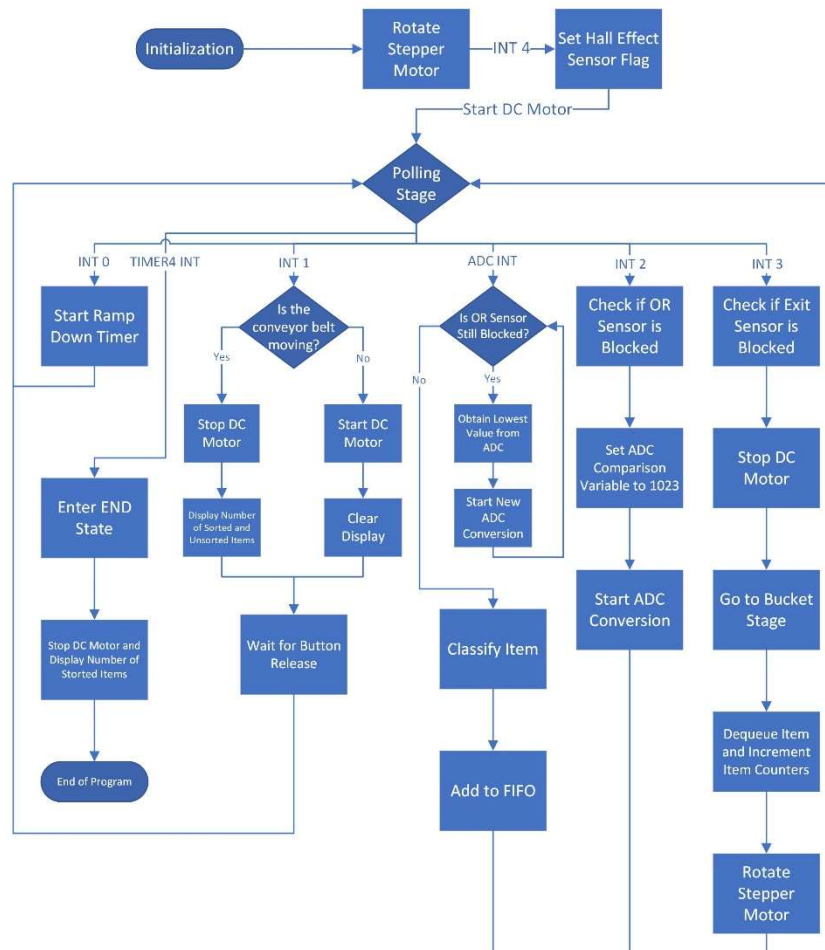 Initialization
Rotate
Stepper
Motor
INT 4
Set Hall Effect
Sensor Flag
Start DC Motor
Polling
Stage
INT 0
TIMER4 INT
INT 1
ADC INT
INT 2
INT 3
Start Ramp
Down Timer
Is the
conveyor belt
moving?
Yes
No
Is OR Sensor
Still Blocked?
No
Yes
Check if OR
Sensor is
Blocked
Check if Exit
Sensor is
Blocked
Stop DC
Motor
Start DC
Motor
Obtain Lowest
Value from
ADC
Set ADC
Comparison
Variable to 1023
Stop DC
Motor
Enter END
State
Display Number
of Sorted and
Unsorted Items
Clear
Display
Start New
ADC
Conversion
Start ADC
Conversion
Go to Bucket
Stage
Stop DC Motor and
Display Number of
Storted Items
Wait for Button
Release
Classify Item
Dequeue Item
and Increment
Item Counters
End of Program
Add to FIFO
Rotate
Stepper
Motor